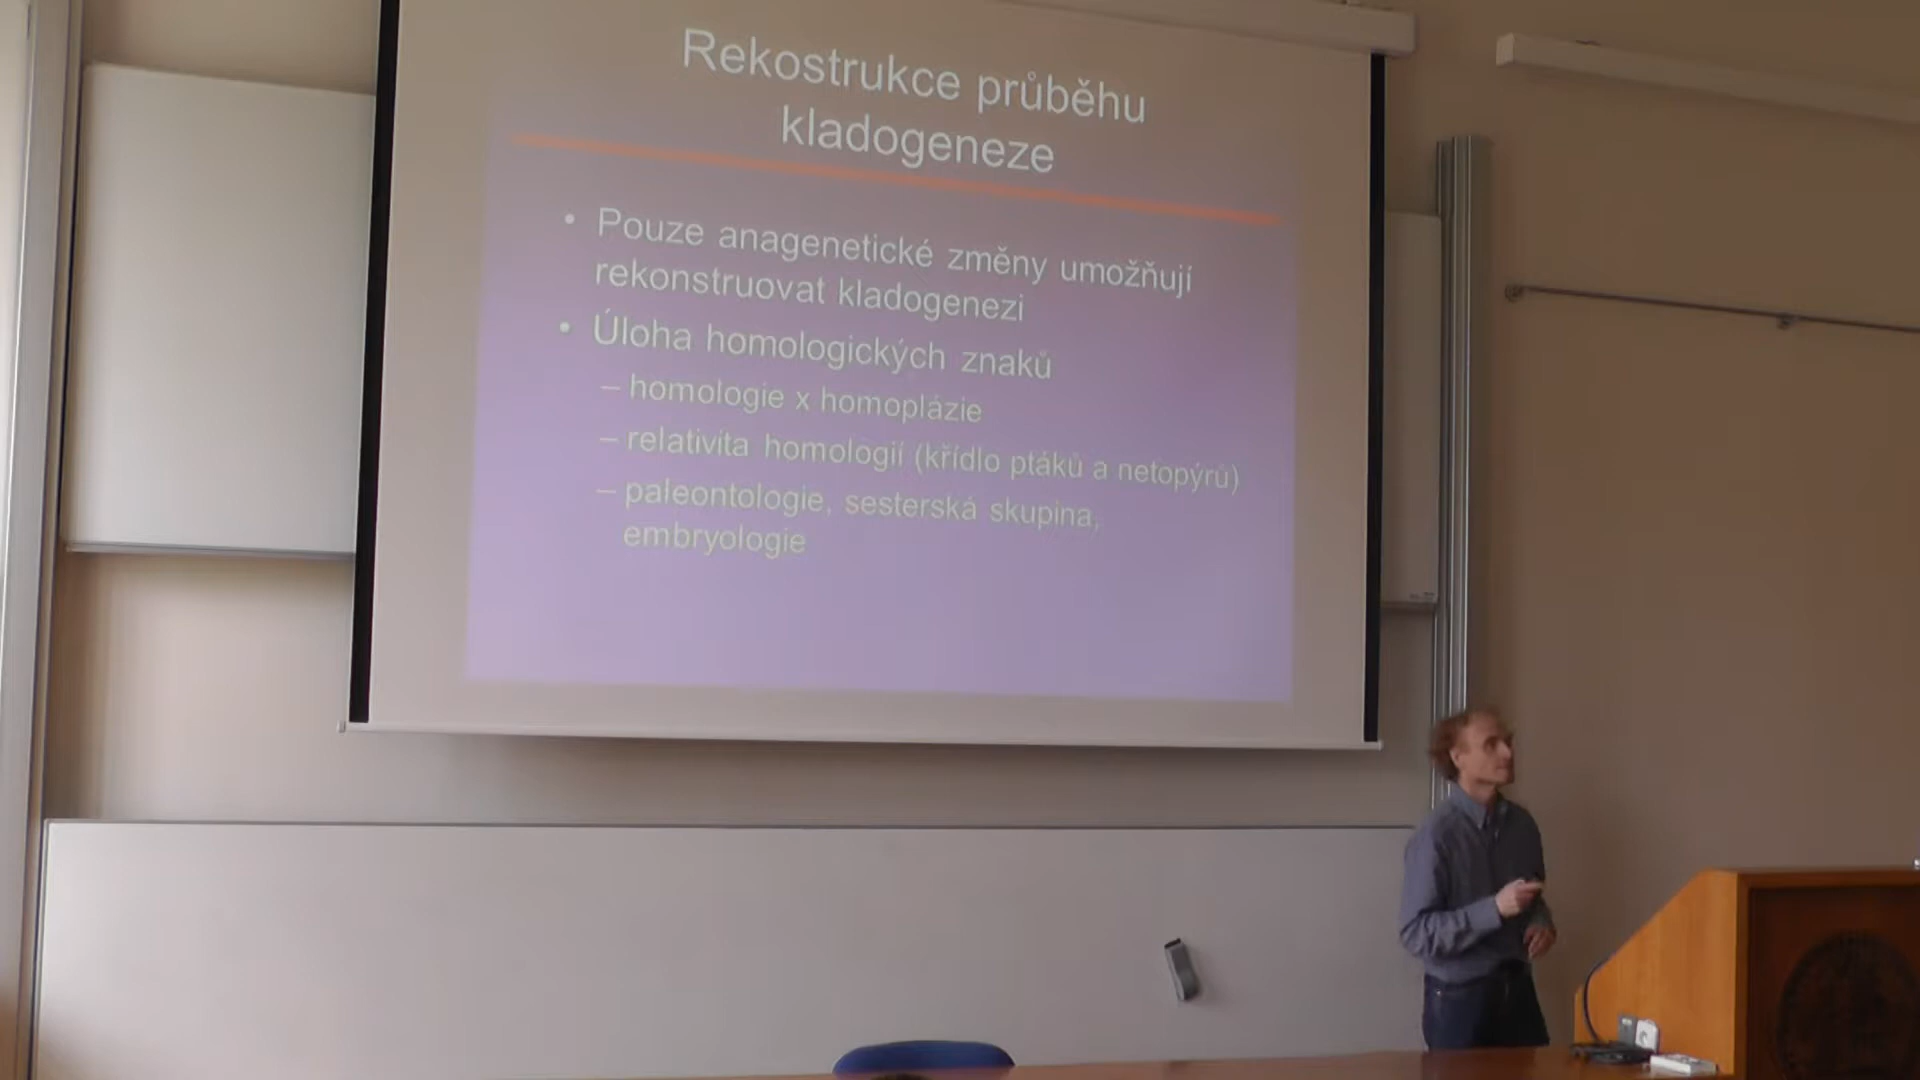 Rekostrukce průběhu
kladogeneze
• Pouze anagenetické změny umožňují
rekonstruovat kladogenezi
• Úloha homologických znaků
– homologie x homoplázie
– relativita homologií (křídlo ptáků a netopýrů)
– paleontologie, sesterská skupina,
embryologie